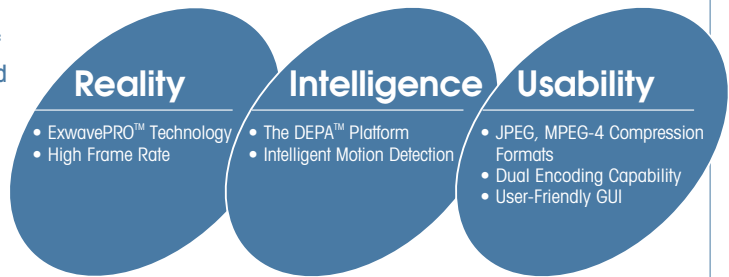 Reality
• ExwavePRO™ Technology
• High Frame Rate
Intelligence
• The DEPA™ Platform
• Intelligent Motion Detection
Usability
• JPEG, MPEG-4 Compression
Formats
• Dual Encoding Capability
• User-Friendly GUI